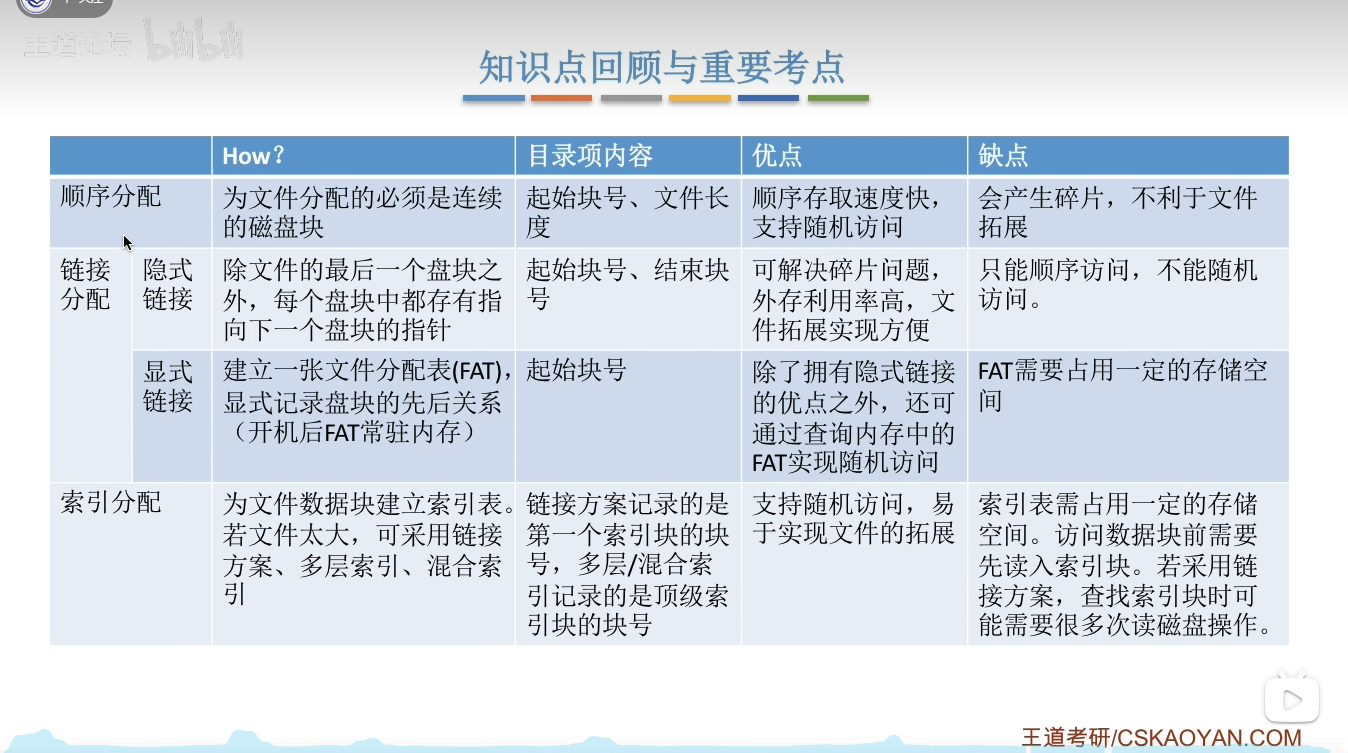 王道论坛 bilibili
知识点回顾与重要考点
How？
目录项内容
优点
缺点
顺序分配
为文件分配的必须是连续
的磁盘块
起始块号、文件长
度
顺序存取速度快，
支持随机访问
会产生碎片，不利于文件
拓展
链接
分配
隐式
链接
除文件的最后一个盘块之
外，每个盘块中都存有指
向下一个盘块的指针
起始块号、结束块
号
可解决碎片问题，
外存利用率高，文
件拓展实现方便
只能顺序访问，不能随机
访问。
显式
链接
建立一张文件分配表(FAT)，
显式记录盘块的先后关系
（开机后FAT常驻内存）
起始块号
除了拥有隐式链接
的优点之外，还可
通过查询内存中的
FAT实现随机访问
FAT需要占用一定的存储空
间
索引分配
为文件数据块建立索引表。
若文件太大，可采用链接
方案、多层索引、混合索
引
链接方案记录的是
第一个索引块的块
号，多层/混合索
引记录的是顶级索
引块的块号
支持随机访问，易
于实现文件的拓展
索引表需占用一定的存储
空间。访问数据块前需要
先读入索引块。若采用链
接方案，查找索引块时可
能需要很多次读磁盘操作。
王道考研/CSKAOYAN.COM